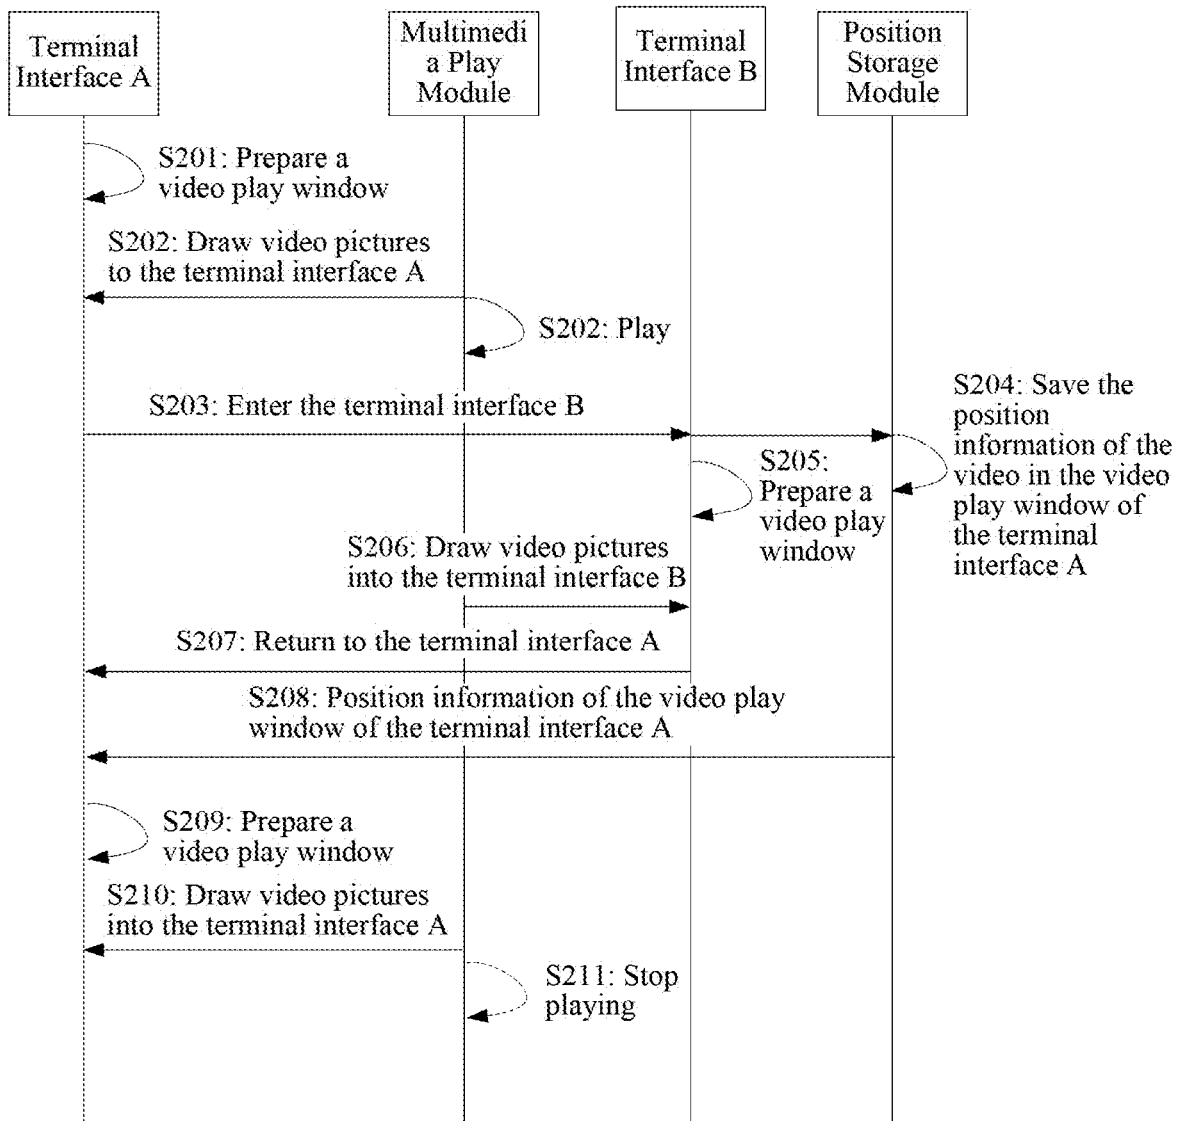 Terminal
Interface A
Multimedi
a Play
Module
Terminal
Interface B
Position
Storage
Module
S201: Prepare a
video play window
S202: Draw video pictures
to the terminal interface A
S202: Play
S203: Enter the terminal interface B
S204: Save the
position
information of the
video in the video
play window of
the terminal
interface A
S205:
Prepare a
video play
window
S206: Draw video pictures
into the terminal interface B
S207: Return to the terminal interface A
S208: Position information of the video play
window of the terminal interface A
S209: Prepare a
video play window
S210: Draw video pictures
into the terminal interface A
S211: Stop
playing